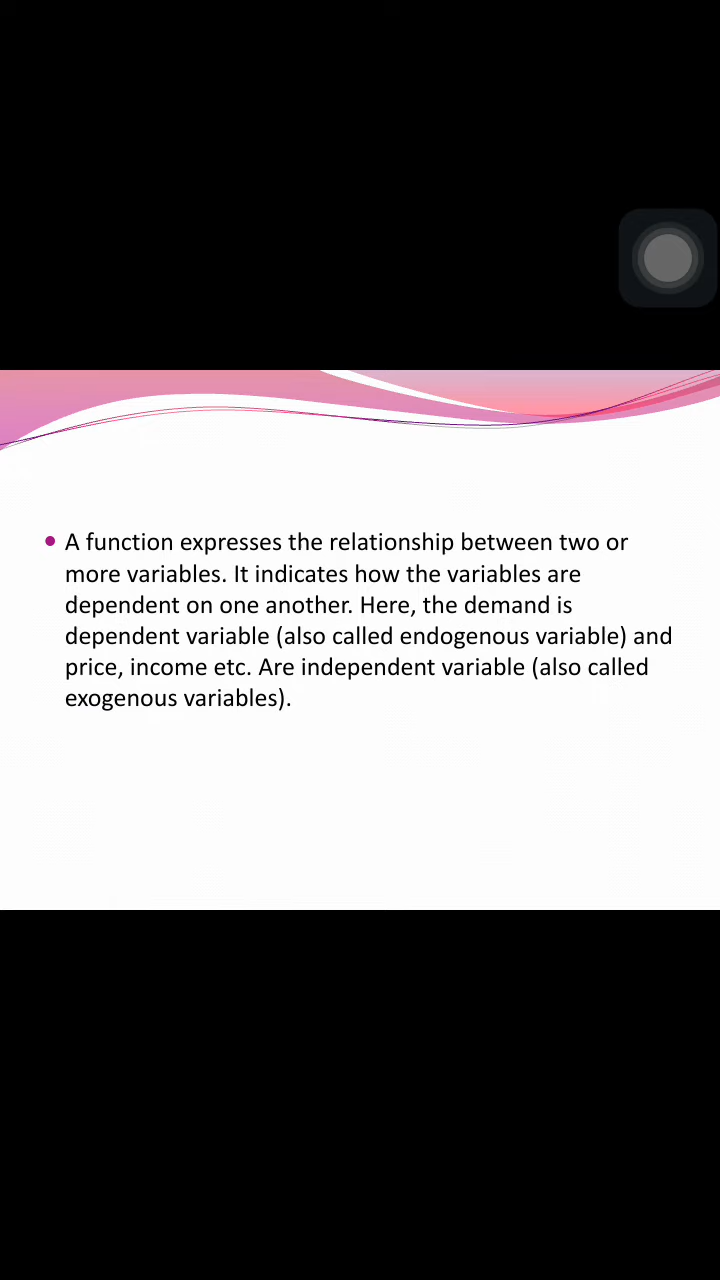 A function expresses the relationship between two or
more variables. It indicates how the variables are
dependent on one another. Here, the demand is
dependent variable (also called endogenous variable) and
price, income etc. Are independent variable (also called
exogenous variables).